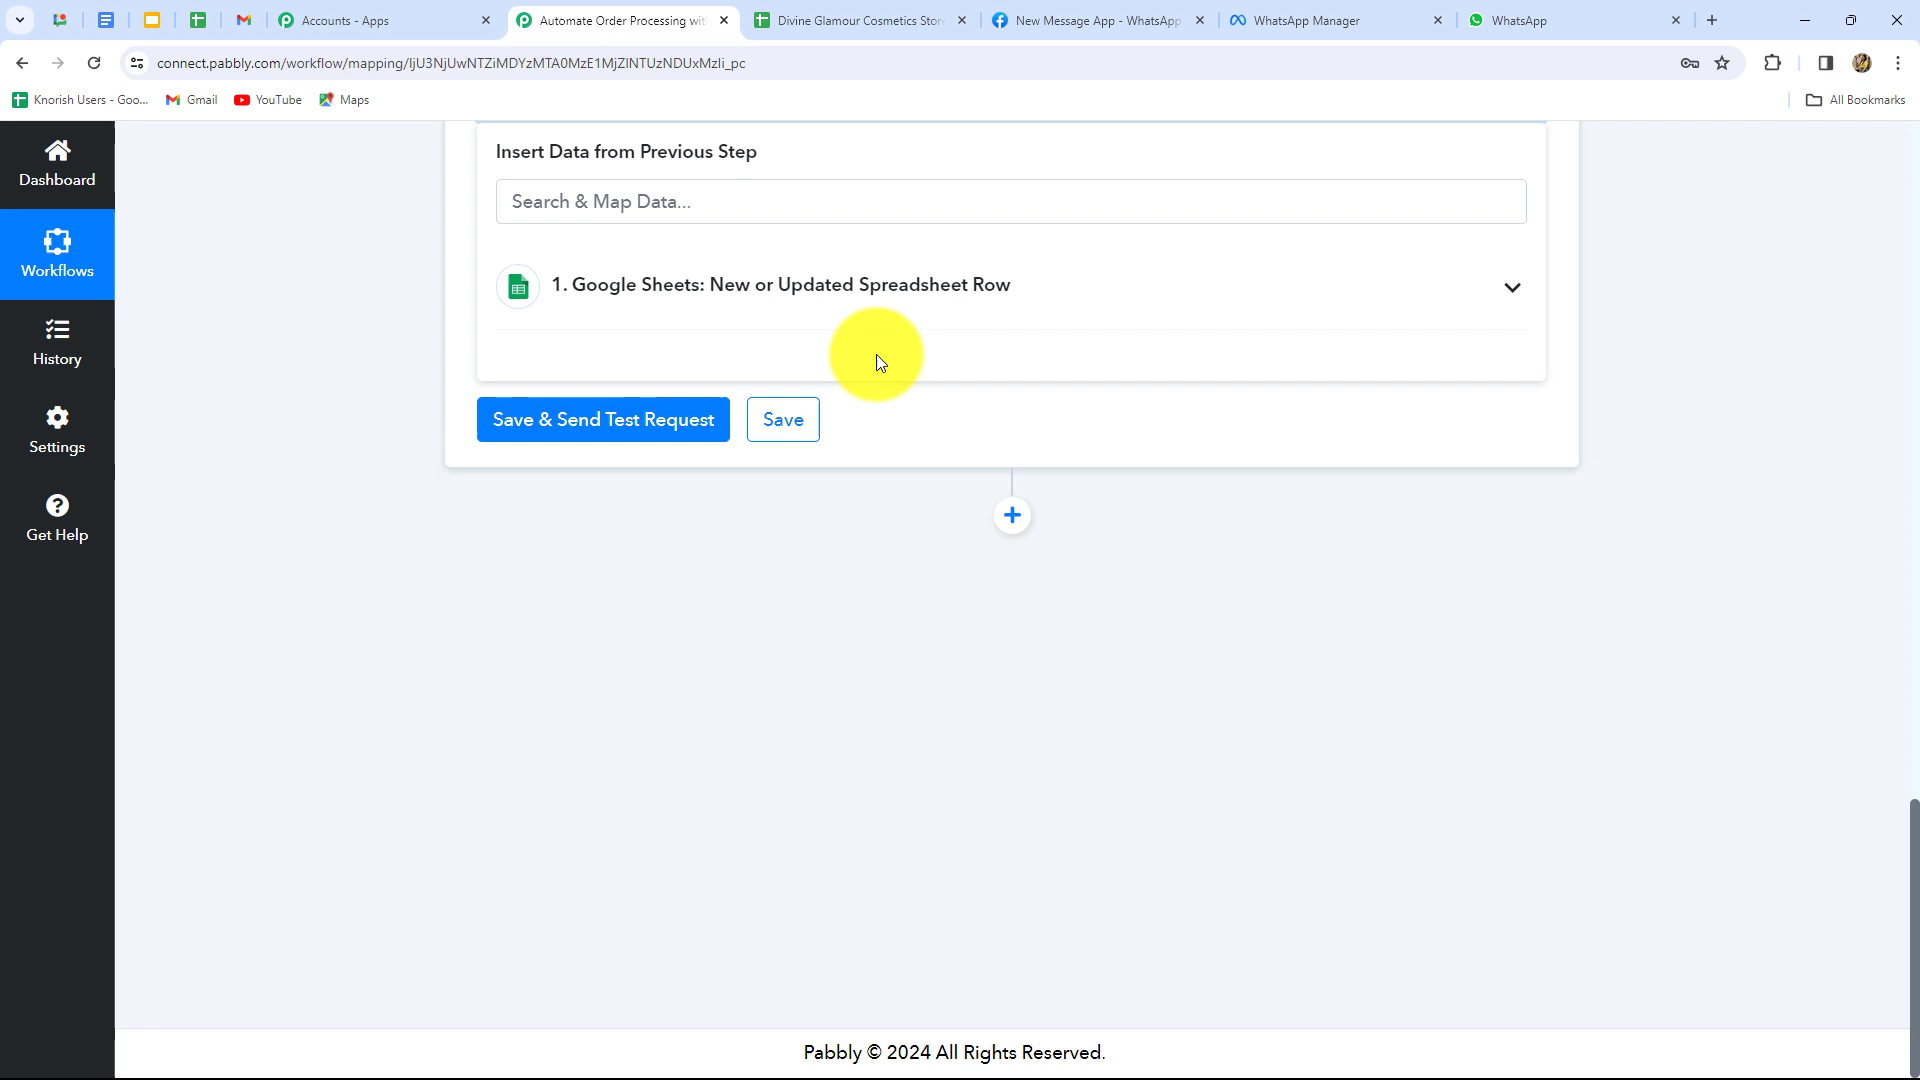 Accounts - Apps
Automate Order Processing wit
Divine Glamour Cosmetics Store
New Message App - WhatsApp
WhatsApp Manager
WhatsApp
connect.pabbly.com/workflow/mapping/IjU3NjUwNTZiMDYzMTA0MzE1MjZlNTUzNDUxMzIi_pc
Knorish Users - Goo...
Gmail
YouTube
Maps
All Bookmarks
Dashboard
Workflows
History
Settings
Get Help
Insert Data from Previous Step
Search & Map Data...
1. Google Sheets: New or Updated Spreadsheet Row
Save & Send Test Request
Save
Pabbly © 2024 All Rights Reserved.